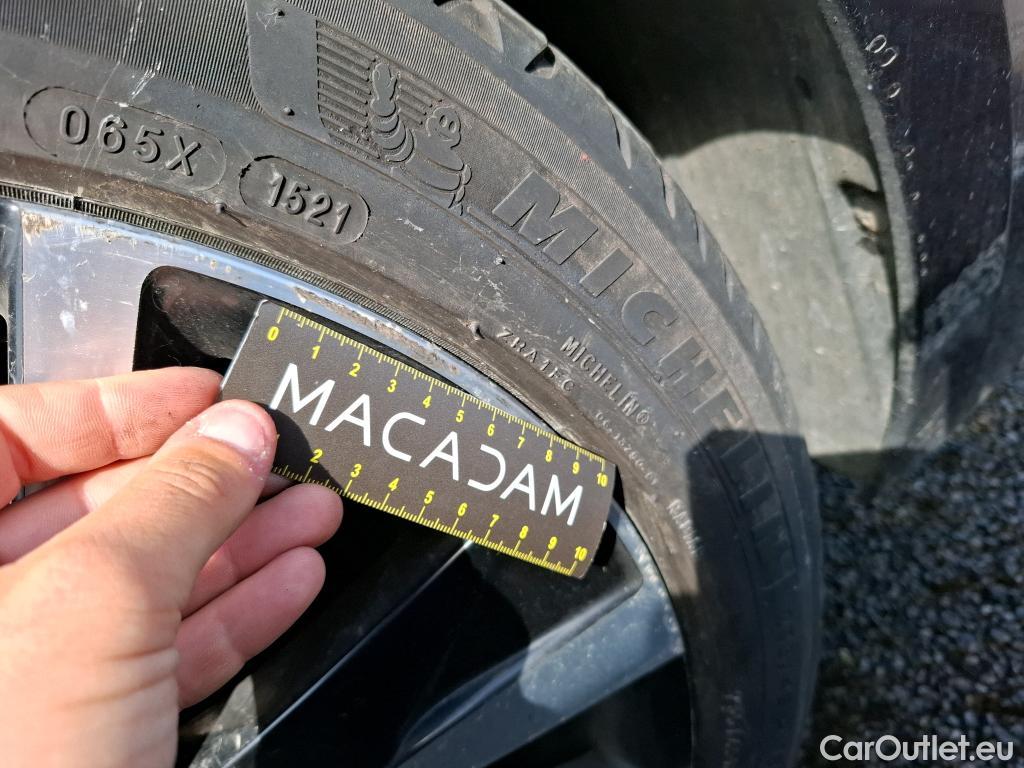 065X
1521
MICHELIN
MICHELIN®
ZRA1EC
0 1 2 3 4 5 6 7 8 9 10
MACADAM
2 3 4 5 6 7 8 9 10
CarOutlet.eu